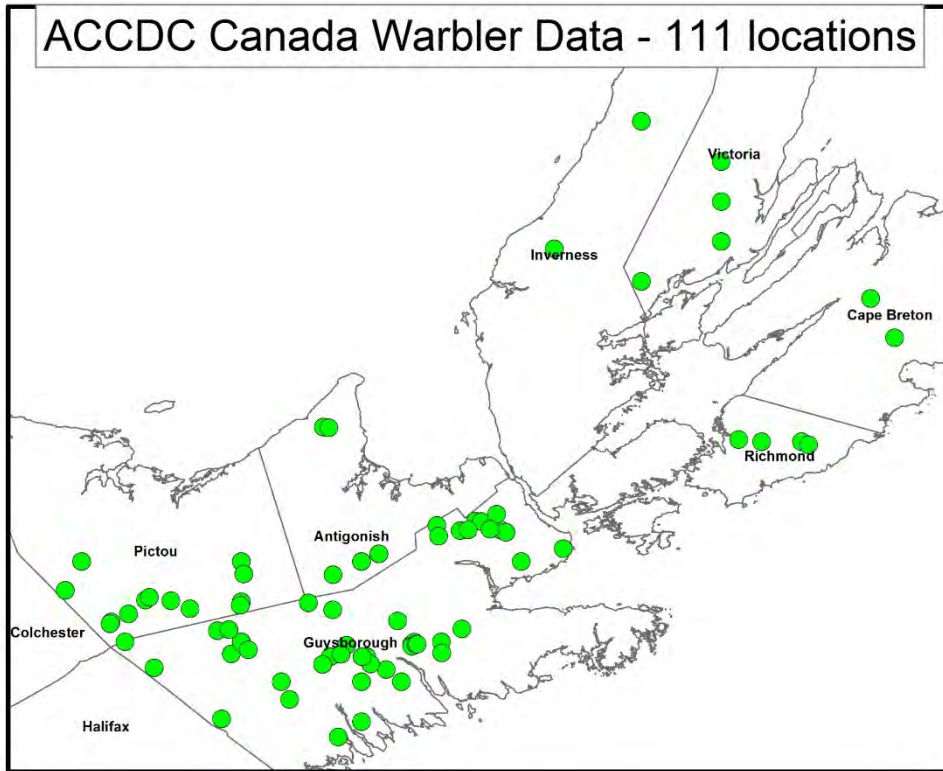 ACCDC Canada Warbler Data - 111 locations
Victoria
Inverness
Cape Breton
Richmond
Antigonish
Pictou
Colchester
Guysborough
Halifax